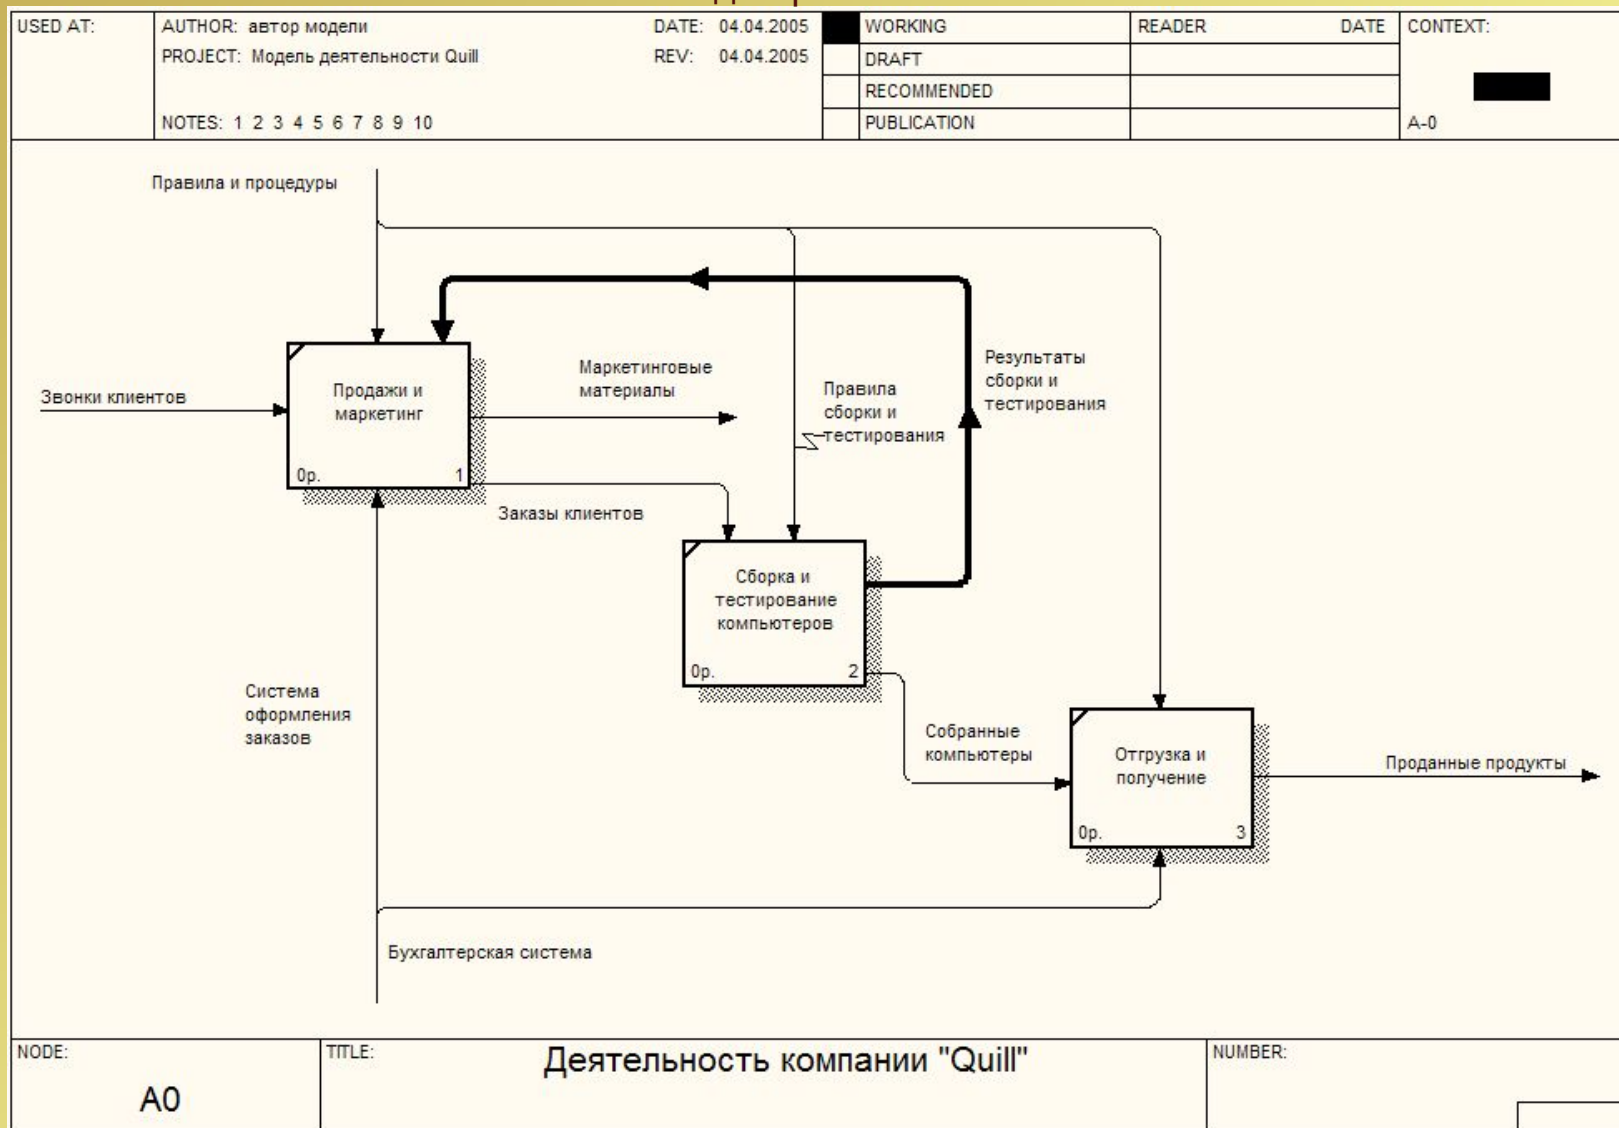 USED AT:
AUTHOR: автор модели
DATE: 04.04.2005
PROJECT: Модель деятельности Quill
REV: 04.04.2005
NOTES: 1 2 3 4 5 6 7 8 9 10
WORKING
DRAFT
RECOMMENDED
PUBLICATION
READER DATE
CONTEXT:
A-0
Правила и процедуры
Звонки клиентов
Продажи и
маркетинг
0р. 1
Маркетинговые
материалы
Правила
сборки и
тестирования
Результаты
сборки и
тестирования
Заказы клиентов
Сборка и
тестирование
компьютеров
0р. 2
Система
оформления
заказов
Собранные
компьютеры
Отгрузка и
получение
0р. 3
Проданные продукты
Бухгалтерская система
NODE:
A0
TITLE:
Деятельность компании "Quill"
NUMBER: